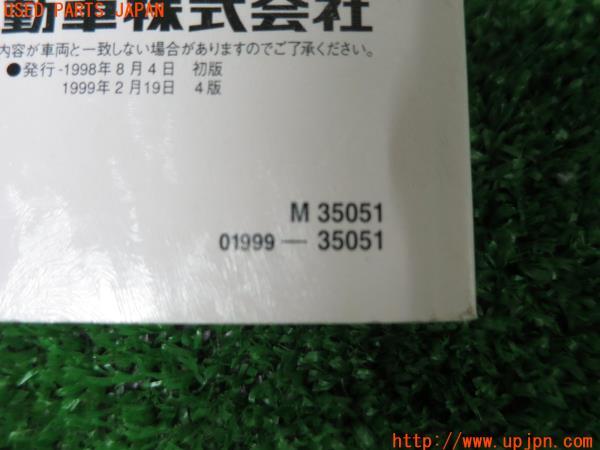 USED PARTS JAPAN
動車株式会社
内容が車両と一致しない場合がありますのでご了承ください。
●発行-1998年8月4日 初版
1999年2月19日 4版
M 35051
01999－35051
http://www.upjpn.com/